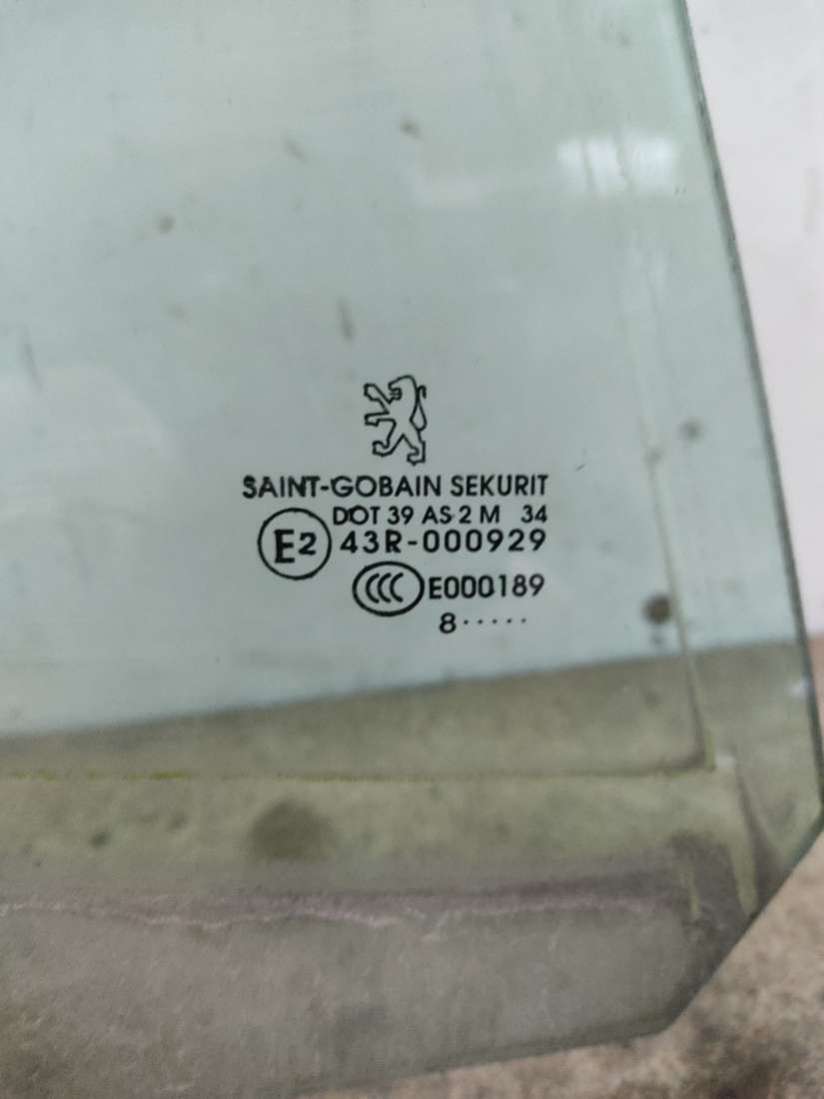 SAINT-GOBAIN SEKURIT
DOT 39 AS 2 M 34
E2 43R-000929
CCC E000189
8·····